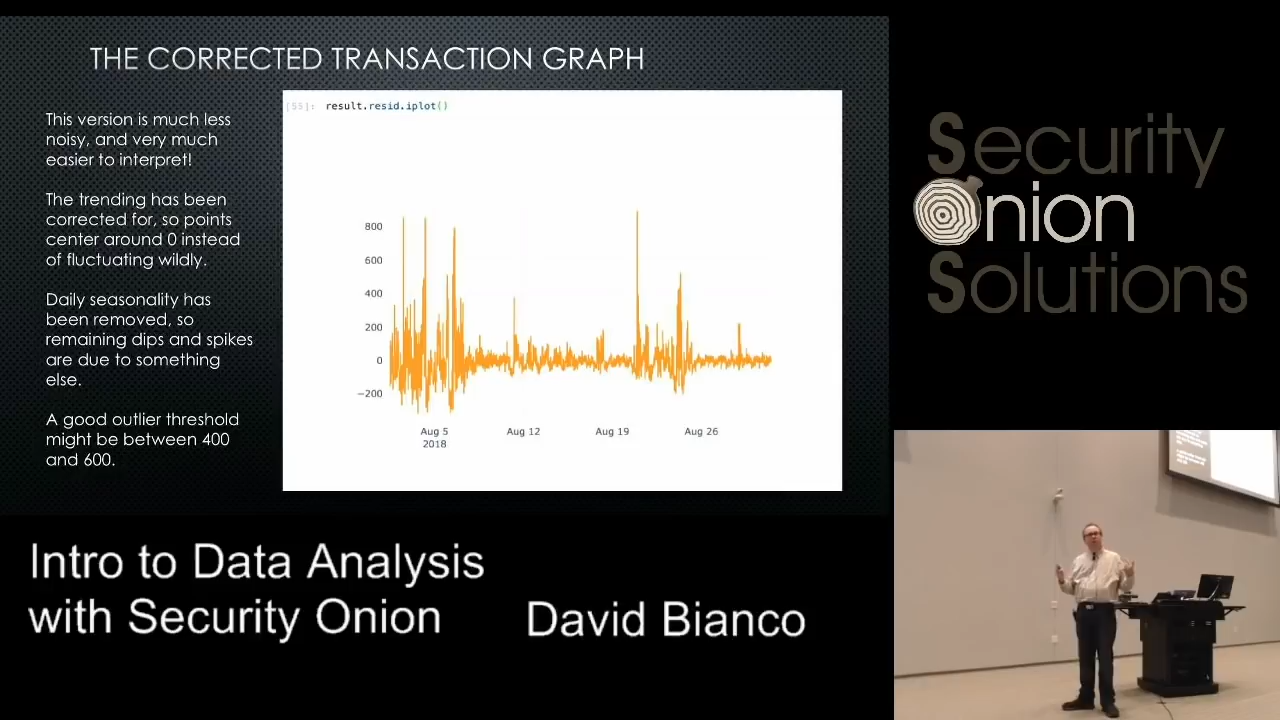 THE CORRECTED TRANSACTION GRAPH
This version is much less
noisy, and very much
easier to interpret!
The trending has been
corrected for, so points
center around 0 instead
of fluctuating wildly.
Daily seasonality has
been removed, so
remaining dips and spikes
are due to something
else.
A good outlier threshold
might be between 400
and 600.
[55]: result.resid.iplot()
800
600
400
200
0
−200
Aug 5
2018
Aug 12
Aug 19
Aug 26
Security
Onion
Solutions
Intro to Data Analysis
with Security Onion
David Bianco